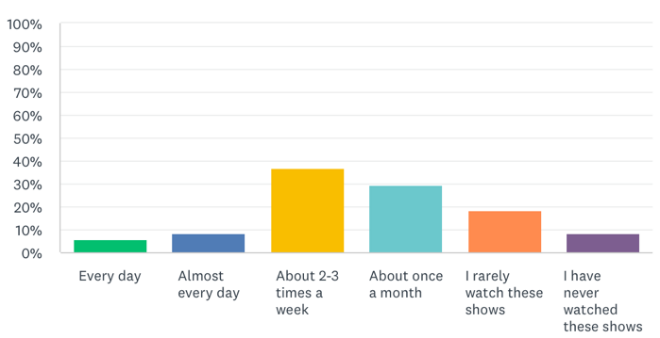 100%
90%
80%
70%
60%
50%
40%
30%
20%
10%
0%
Every day
Almost
every day
About 2-3
times a
week
About once
a month
I rarely
watch these
shows
I have
never
watched
these shows